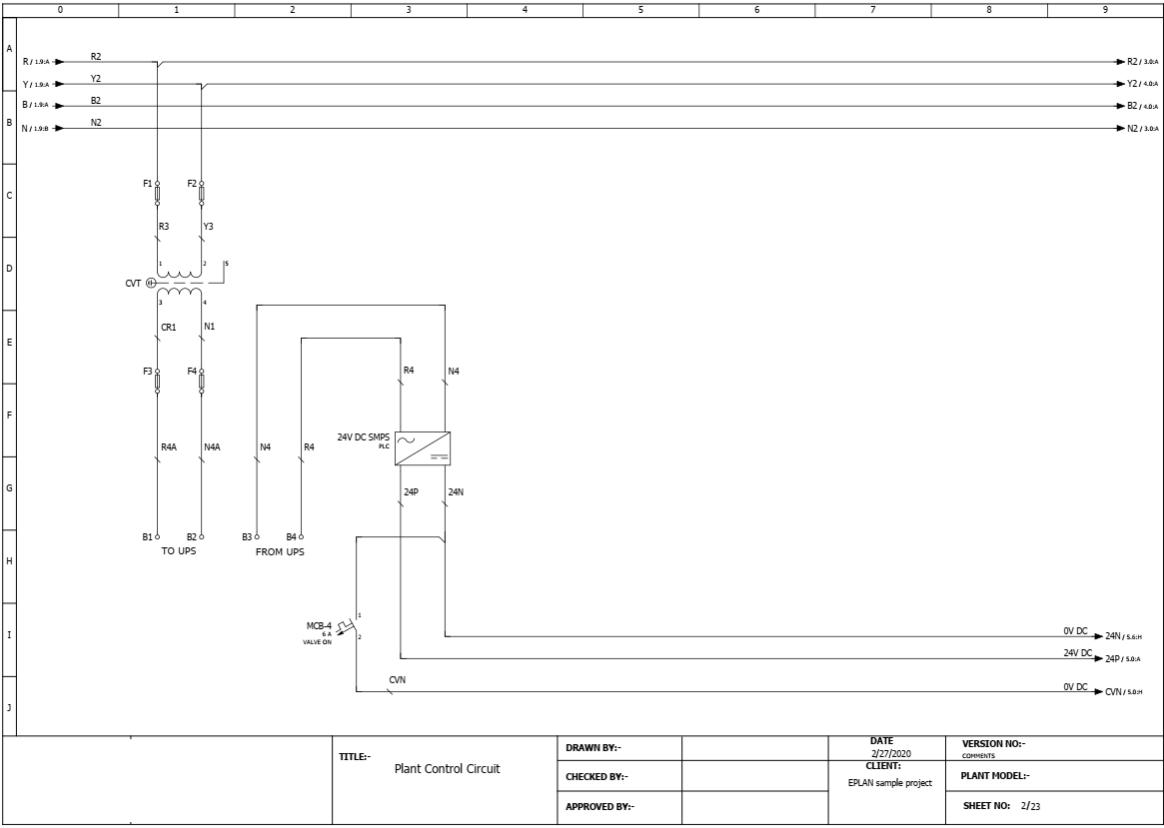 0 1 2 3 4 5 6 7 8 9
A
R / 1.9:A R2 R2 / 3.0:A
Y / 1.9:A Y2 Y2 / 4.0:A
B / 1.9:A B2 B2 / 4.0:A
B
N / 1.9:B N2 N2 / 3.0:A
C
F1 F2
R3 Y3
D
1 2 5
CVT
3 4
CR1 N1
E
F3 F4 R4 N4
F
24V DC SMPS
PLC
R4A N4A N4 R4
G
24P 24N
B1 B2 B3 B4
TO UPS FROM UPS
H
1
MCB-4
6 A
VALVE ON
2
I
0V DC 24N / 5.6:H
24V DC 24P / 5.0:A
CVN
0V DC CVN / 5.0:H
J
TITLE:-
Plant Control Circuit
DRAWN BY:-
CHECKED BY:-
APPROVED BY:-
DATE
2/27/2020
CLIENT:
EPLAN sample project
VERSION NO:-
COMMENTS
PLANT MODEL:-
SHEET NO: 2/23